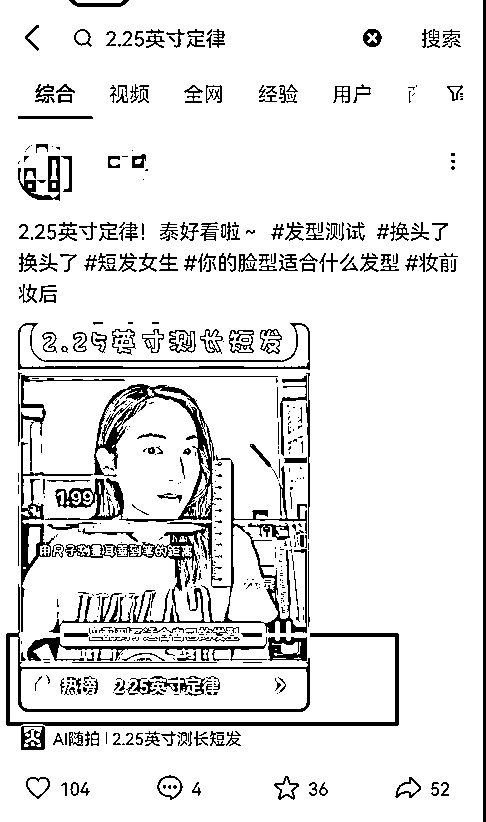 2.25英寸定律
搜索
综合 视频 全网 经验 用户
2.25英寸定律！泰好看啦~ #发型测试 #换头了
换头了 #短发女生 #你的脸型适合什么发型 #妆前
妆后
2.25英寸测长短发
1.99
用尺子测量耳垂到笔的距离
热榜 2.25英寸定律
AI随拍 | 2.25英寸测长短发
104 4 36 52